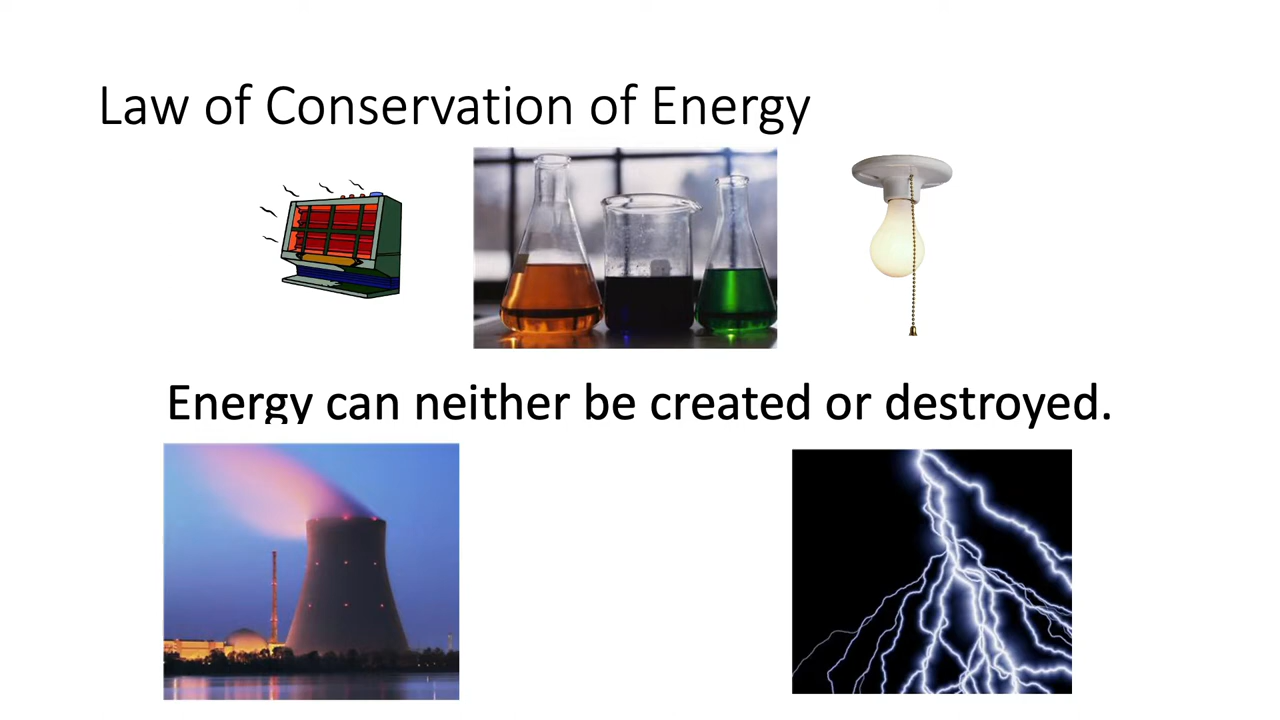 Law of Conservation of Energy
Energy can neither be created or destroyed.